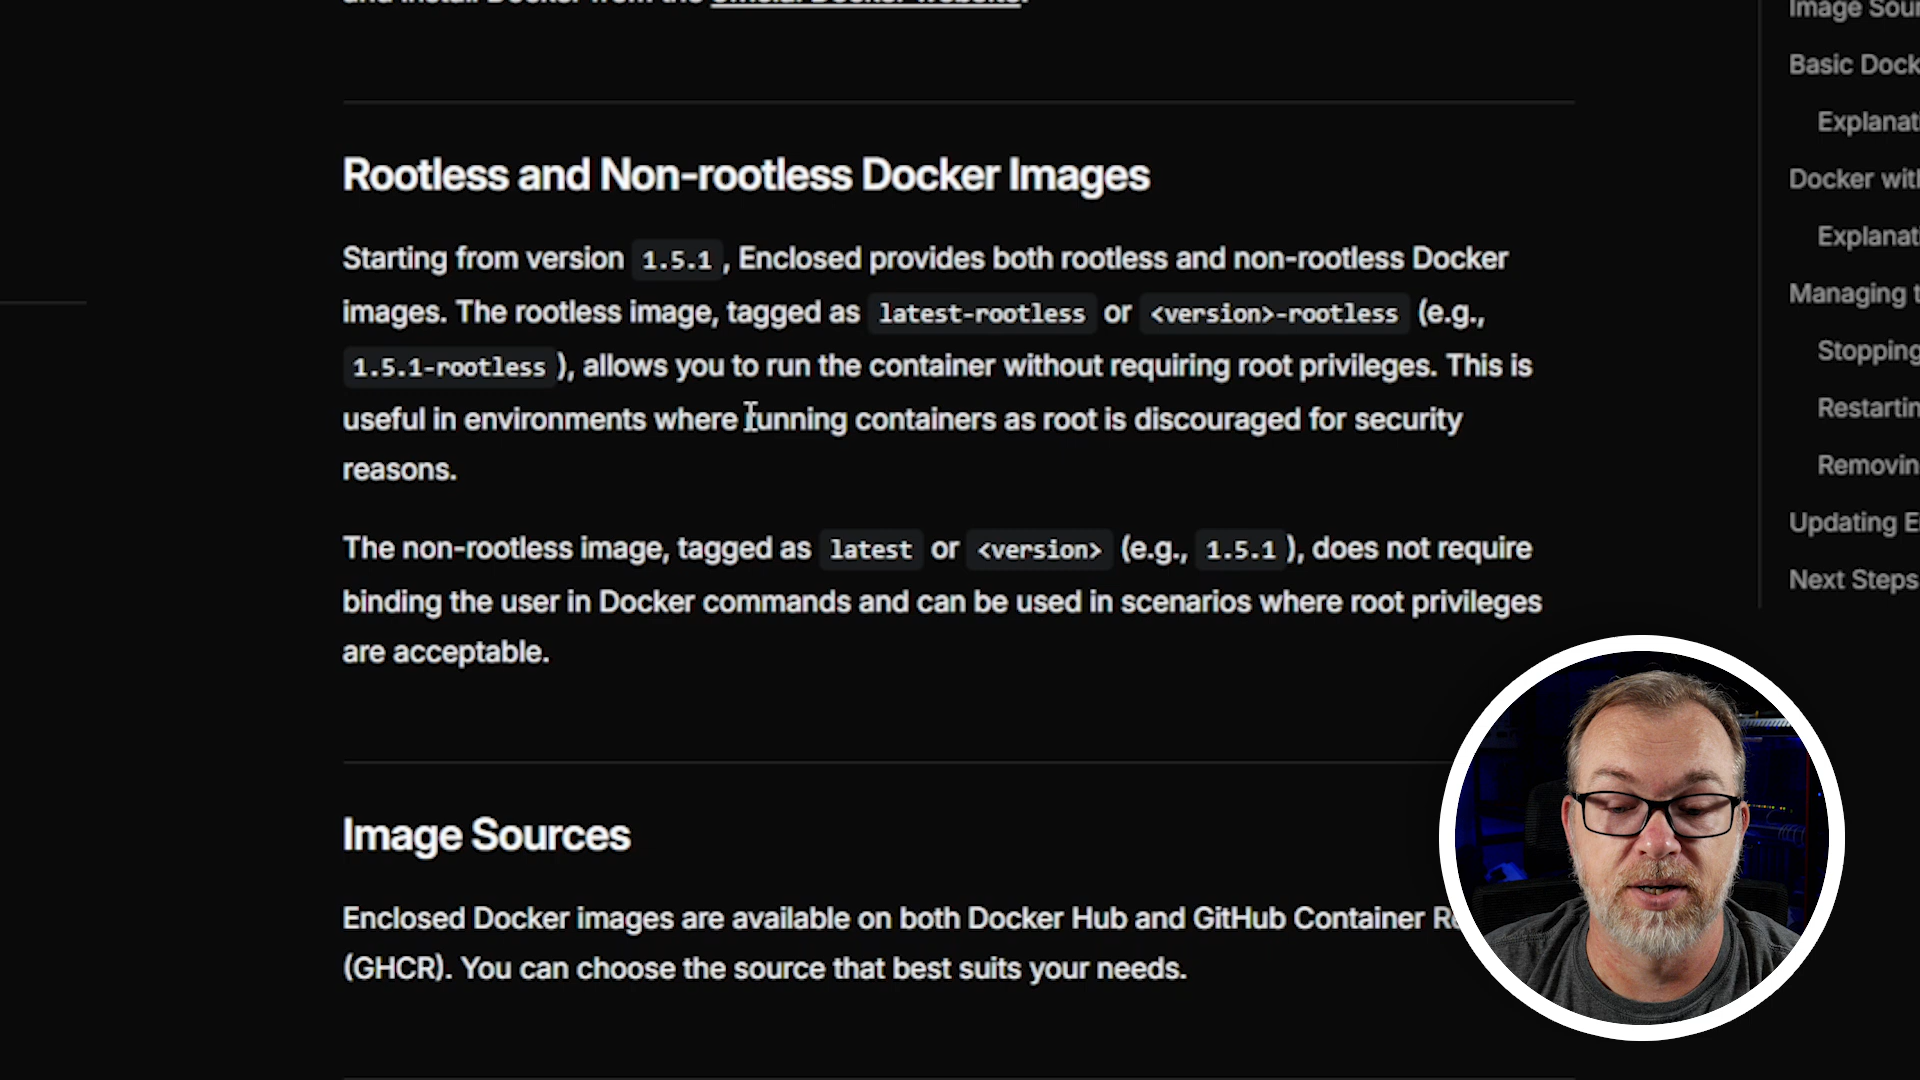 and install Docker from the official Docker website.
Rootless and Non-rootless Docker Images
Starting from version 1.5.1 , Enclosed provides both rootless and non-rootless Docker
images. The rootless image, tagged as latest-rootless or <version>-rootless (e.g.,
1.5.1-rootless ), allows you to run the container without requiring root privileges. This is
useful in environments where running containers as root is discouraged for security
reasons.
The non-rootless image, tagged as latest or <version> (e.g., 1.5.1 ), does not require
binding the user in Docker commands and can be used in scenarios where root privileges
are acceptable.
Image Sources
Enclosed Docker images are available on both Docker Hub and GitHub Container
(GHCR). You can choose the source that best suits your needs.
Image
Basic
Docker
Managing
Stopping
Updating
Next Steps